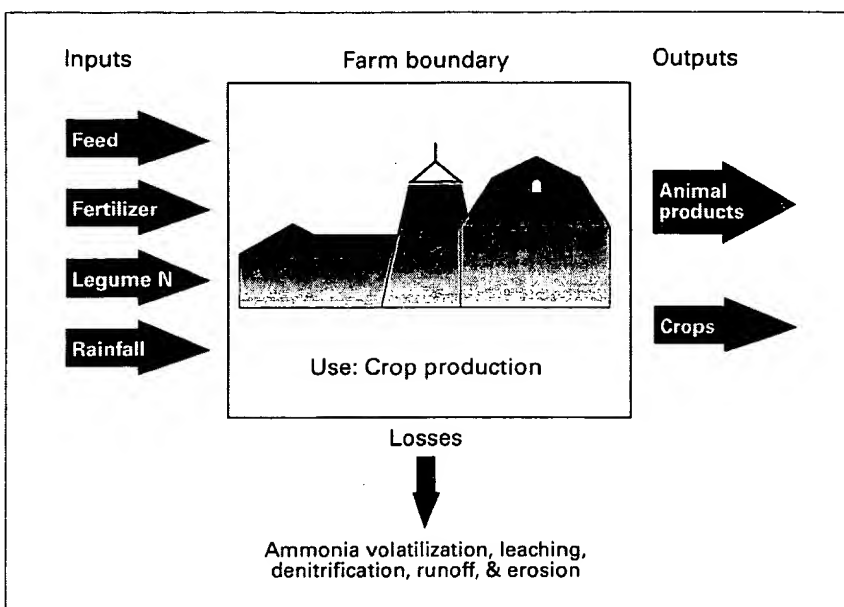 Inputs
Farm boundary
Outputs
Feed
Fertilizer
Legume N
Rainfall
Animal
products
Crops
Use: Crop production
Losses
Ammonia volatilization, leaching,
denitrification, runoff, & erosion